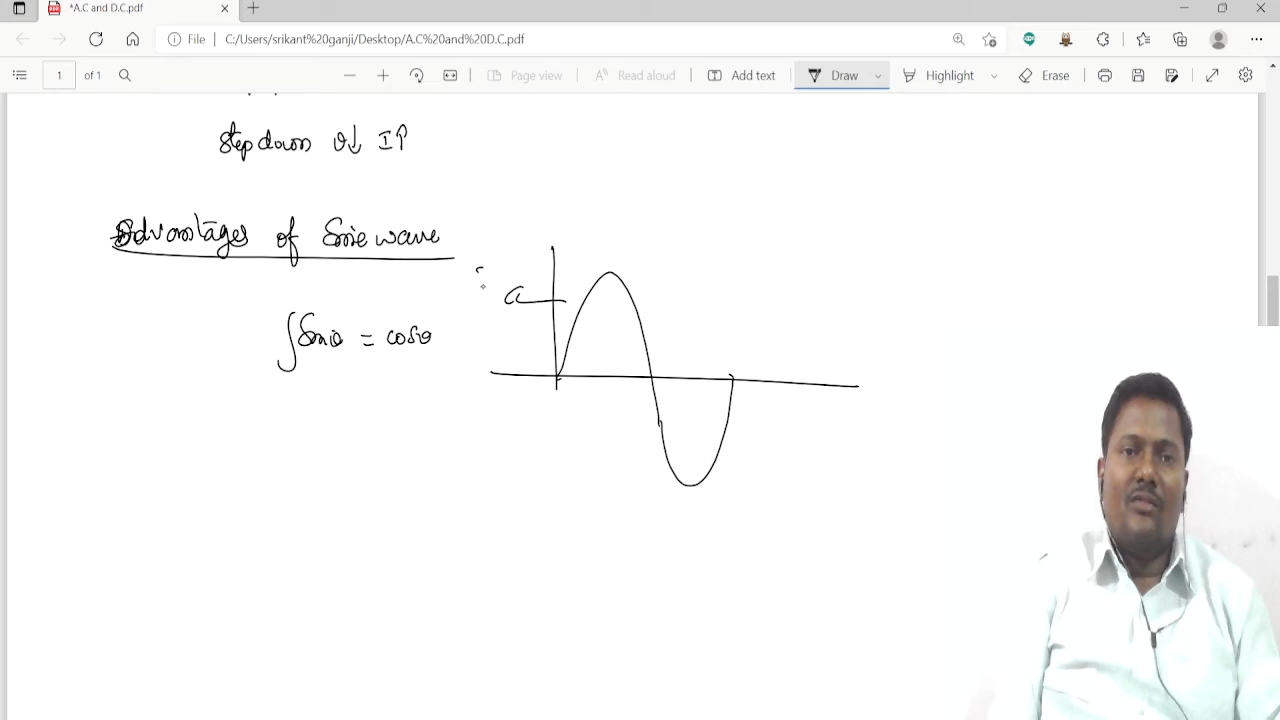 *A.C and D.C.pdf
File C:/Users/srikant%20ganji/Desktop/A.C%20and%20D.C.pdf
1 of 1 Page view Read aloud Add text Draw Highlight Erase
stepdown v↓ I↑
Advantages of Sine wave
a
∫Sinθ = cosθ